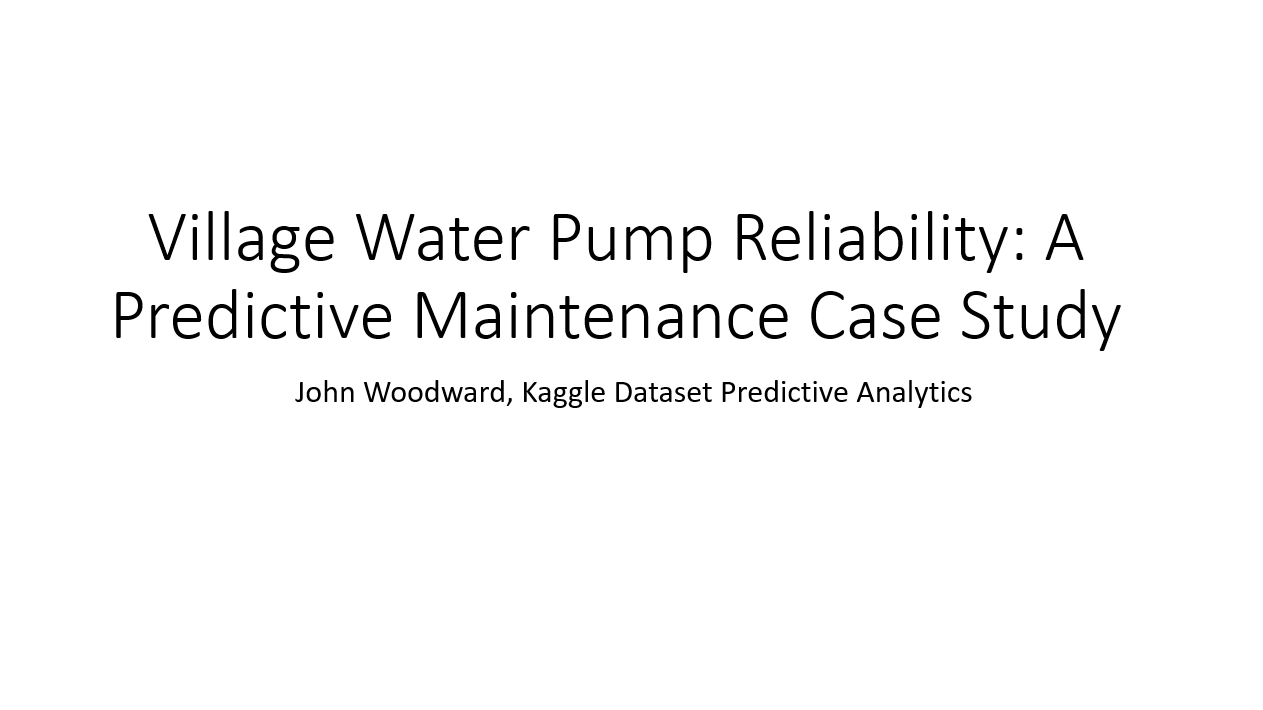 Village Water Pump Reliability: A
Predictive Maintenance Case Study
John Woodward, Kaggle Dataset Predictive Analytics